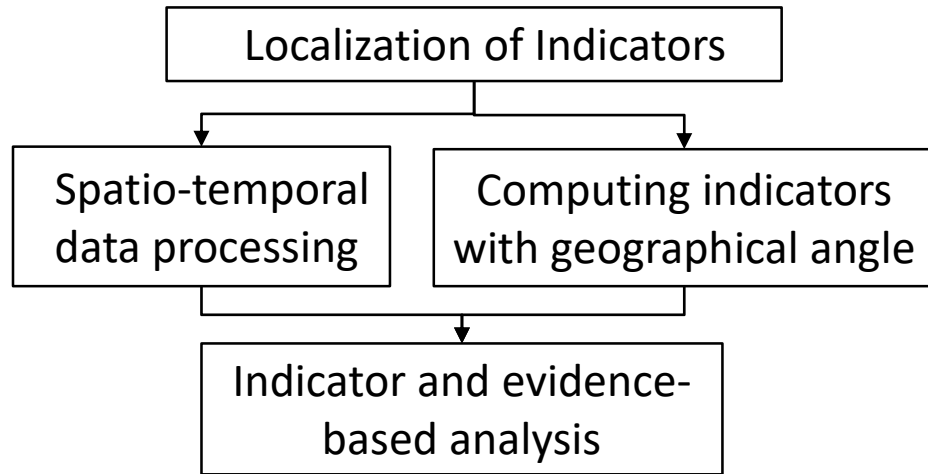 Localization of Indicators
Spatio-temporal
data processing
Computing indicators
with geographical angle
Indicator and evidence-
based analysis